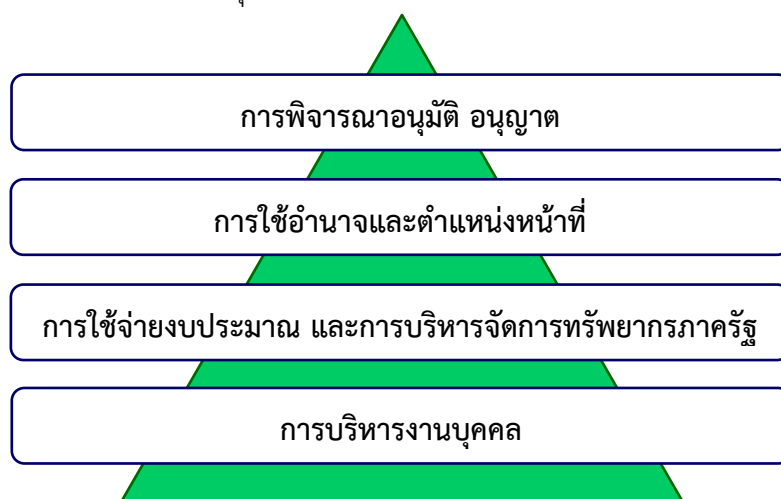 การพิจารณาอนุมัติ อนุญาต
การใช้อำนาจและตำแหน่งหน้าที่
การใช้จ่ายงบประมาณ และการบริหารจัดการทรัพยากรภาครัฐ
การบริหารงานบุคคล